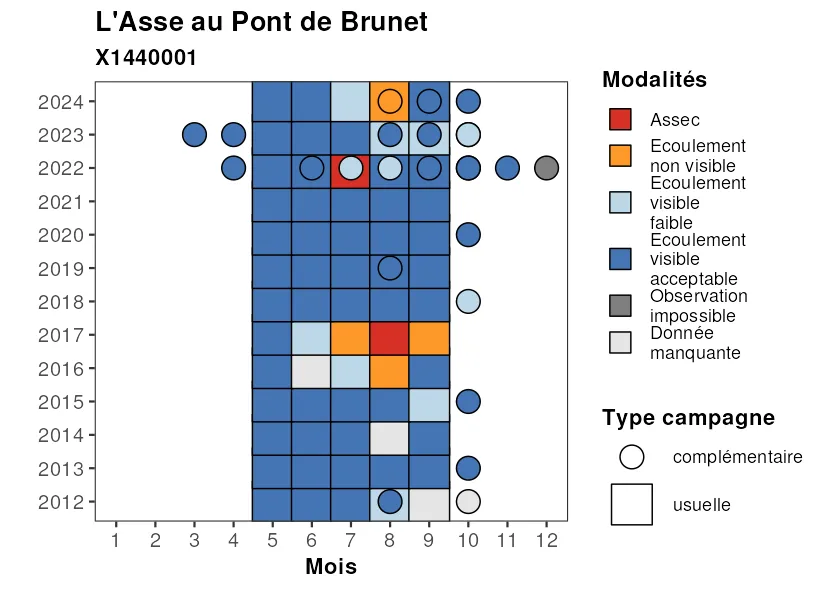 L'Asse au Pont de Brunet
X1440001
2024
2023
2022
2021
2020
2019
2018
2017
2016
2015
2014
2013
2012
1 2 3 4 5 6 7 8 9 10 11 12
Mois
Modalités
Assec
Ecoulement
non visible
Ecoulement
visible
faible
Ecoulement
visible
acceptable
Observation
impossible
Donnée
manquante
Type campagne
complémentaire
usuelle